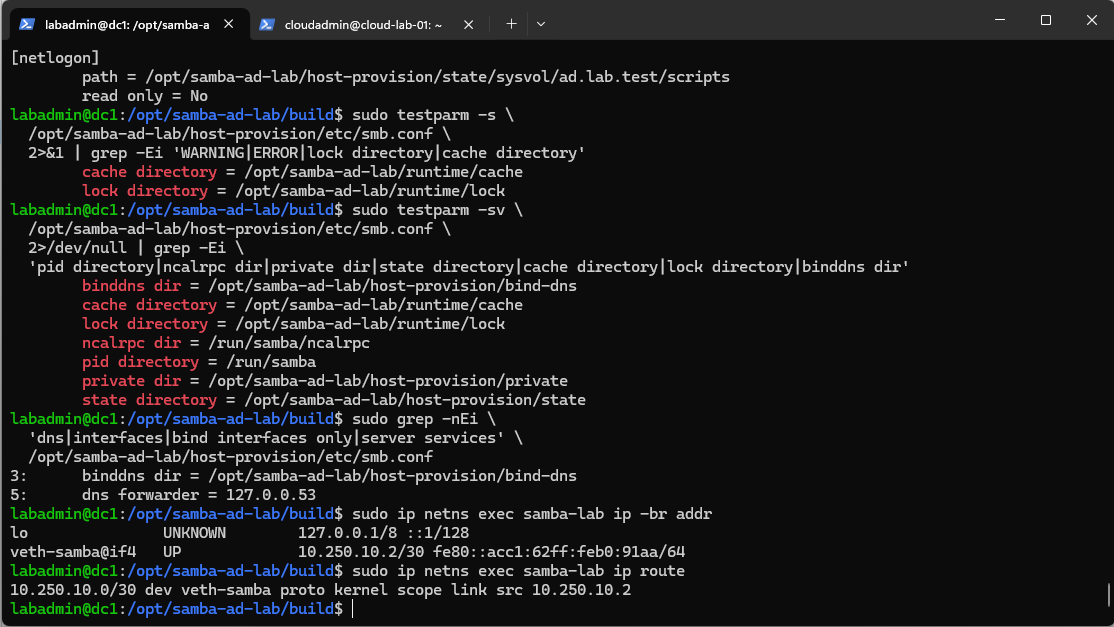 labadmin@dc1: /opt/samba-a
cloudadmin@cloud-lab-01: ~
[netlogon]
        path = /opt/samba-ad-lab/host-provision/state/sysvol/ad.lab.test/scripts
        read only = No
labadmin@dc1:/opt/samba-ad-lab/build$ sudo testparm -s \
  /opt/samba-ad-lab/host-provision/etc/smb.conf \
  2>&1 | grep -Ei 'WARNING|ERROR|lock directory|cache directory'
        cache directory = /opt/samba-ad-lab/runtime/cache
        lock directory = /opt/samba-ad-lab/runtime/lock
labadmin@dc1:/opt/samba-ad-lab/build$ sudo testparm -sv \
  /opt/samba-ad-lab/host-provision/etc/smb.conf \
  2>/dev/null | grep -Ei \
  'pid directory|ncalrpc dir|private dir|state directory|cache directory|lock directory|binddns dir'
        binddns dir = /opt/samba-ad-lab/host-provision/bind-dns
        cache directory = /opt/samba-ad-lab/runtime/cache
        lock directory = /opt/samba-ad-lab/runtime/lock
        ncalrpc dir = /run/samba/ncalrpc
        pid directory = /run/samba
        private dir = /opt/samba-ad-lab/host-provision/private
        state directory = /opt/samba-ad-lab/host-provision/state
labadmin@dc1:/opt/samba-ad-lab/build$ sudo grep -nEi \
  'dns|interfaces|bind interfaces only|server services' \
  /opt/samba-ad-lab/host-provision/etc/smb.conf
3:      binddns dir = /opt/samba-ad-lab/host-provision/bind-dns
5:      dns forwarder = 127.0.0.53
labadmin@dc1:/opt/samba-ad-lab/build$ sudo ip netns exec samba-lab ip -br addr
lo               UNKNOWN        127.0.0.1/8 ::1/128
veth-samba@if4   UP             10.250.10.2/30 fe80::acc1:62ff:feb0:91aa/64
labadmin@dc1:/opt/samba-ad-lab/build$ sudo ip netns exec samba-lab ip route
10.250.10.0/30 dev veth-samba proto kernel scope link src 10.250.10.2
labadmin@dc1:/opt/samba-ad-lab/build$